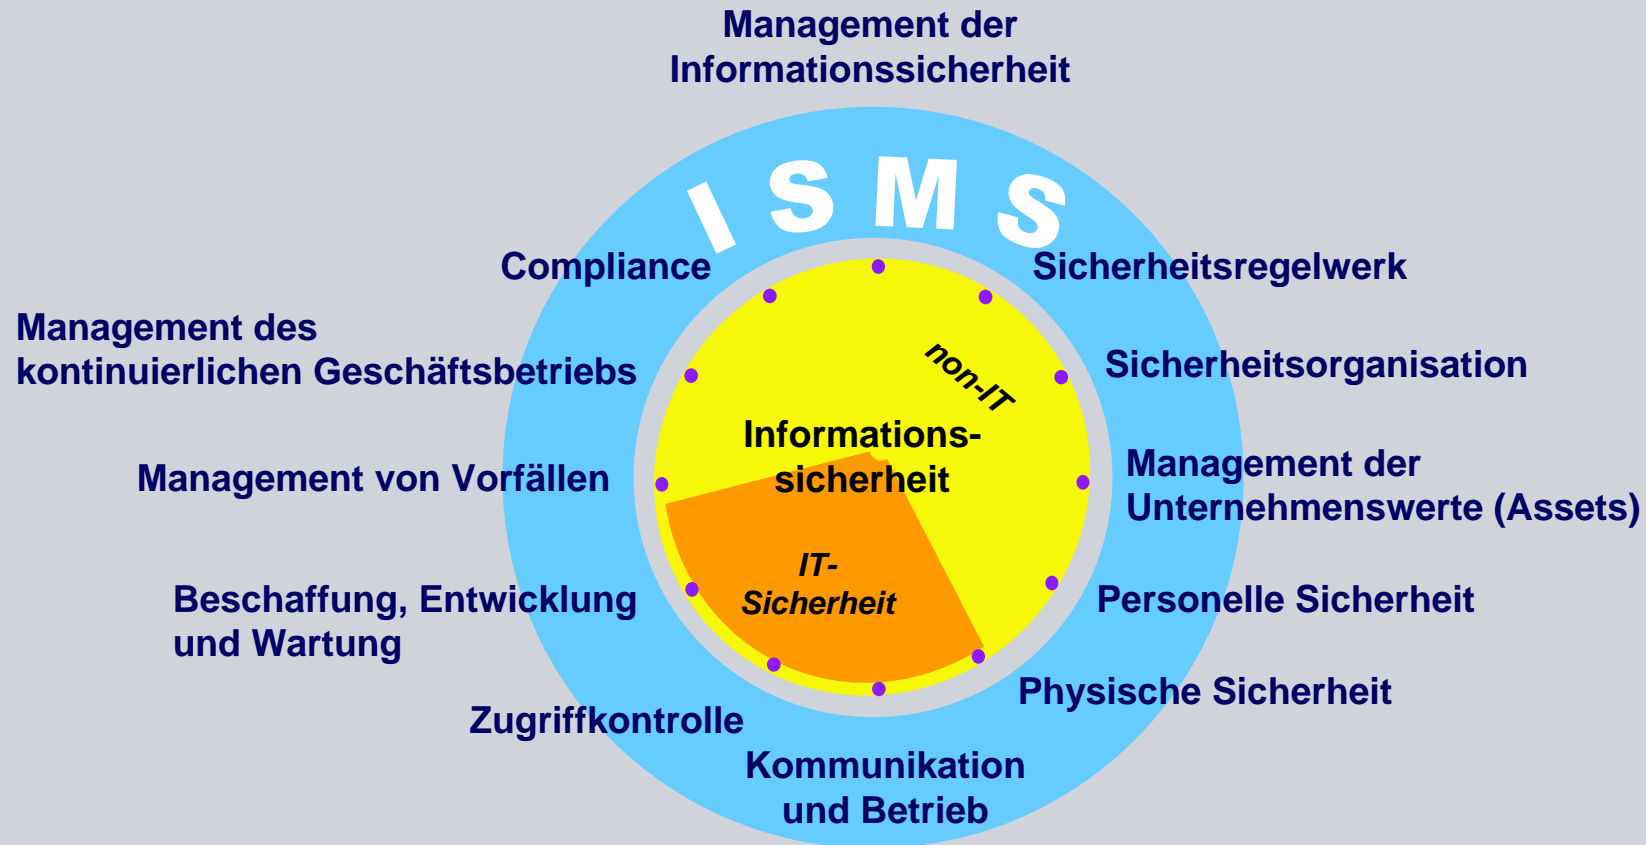 Management der
Informationssicherheit
ISMS
Compliance
Sicherheitsregelwerk
Management des
kontinuierlichen Geschäftsbetriebs
non-IT
Sicherheitsorganisation
Informations-
sicherheit
Management von Vorfällen
Management der
Unternehmenswerte (Assets)
IT-
Sicherheit
Beschaffung, Entwicklung
und Wartung
Personelle Sicherheit
Physische Sicherheit
Zugriffkontrolle
Kommunikation
und Betrieb